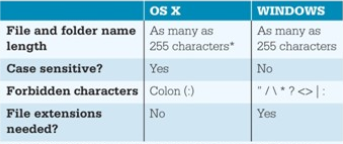 OS X WINDOWS
File and folder name As many as As many as
length 255 characters* 255 characters
Case sensitive? Yes No
Forbidden characters Colon (:) " / \ * ? <> | :
File extensions No Yes
needed?